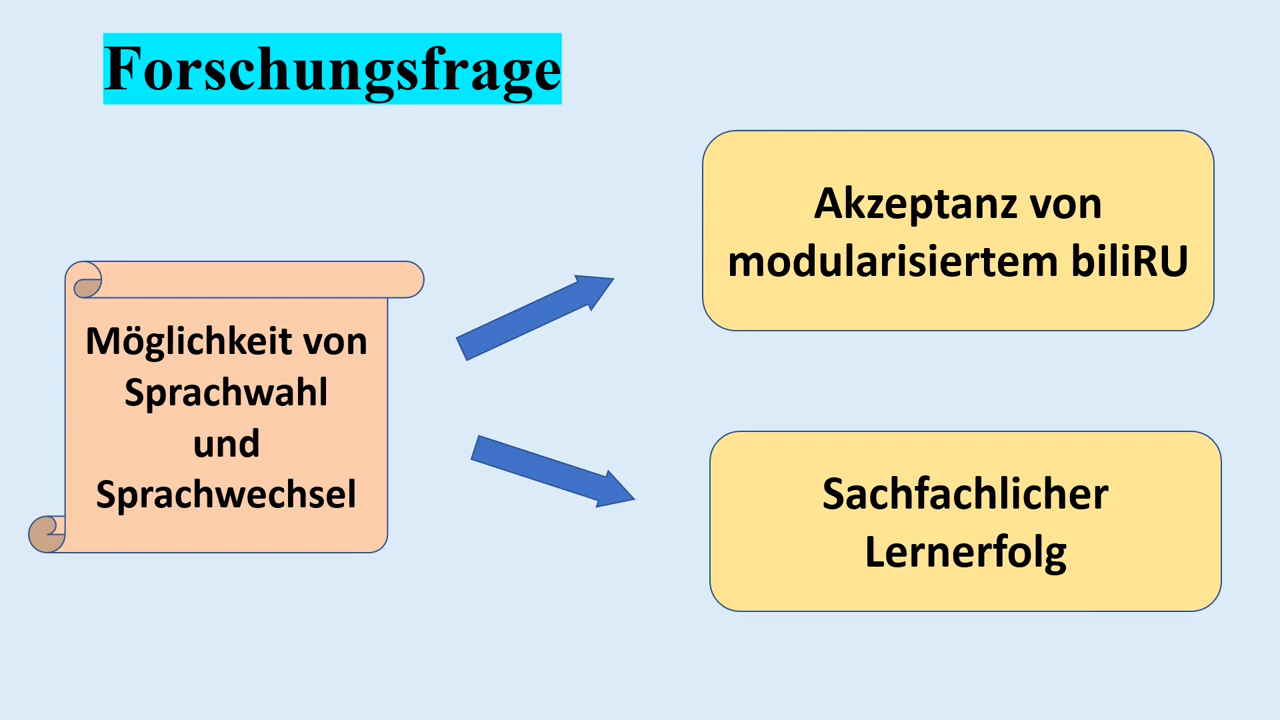 Forschungsfrage
Möglichkeit von
Sprachwahl
und
Sprachwechsel
Akzeptanz von
modularisiertem biliRU
Sachfachlicher
Lernerfolg